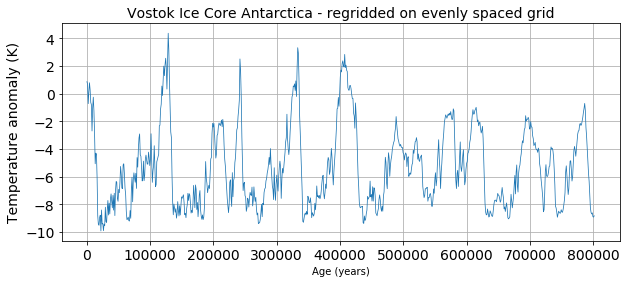 Vostok Ice Core Antarctica - regridded on evenly spaced grid
Temperature anomaly (K)
4
2
0
−2
−4
−6
−8
−10
0 100000 200000 300000 400000 500000 600000 700000 800000
Age (years)